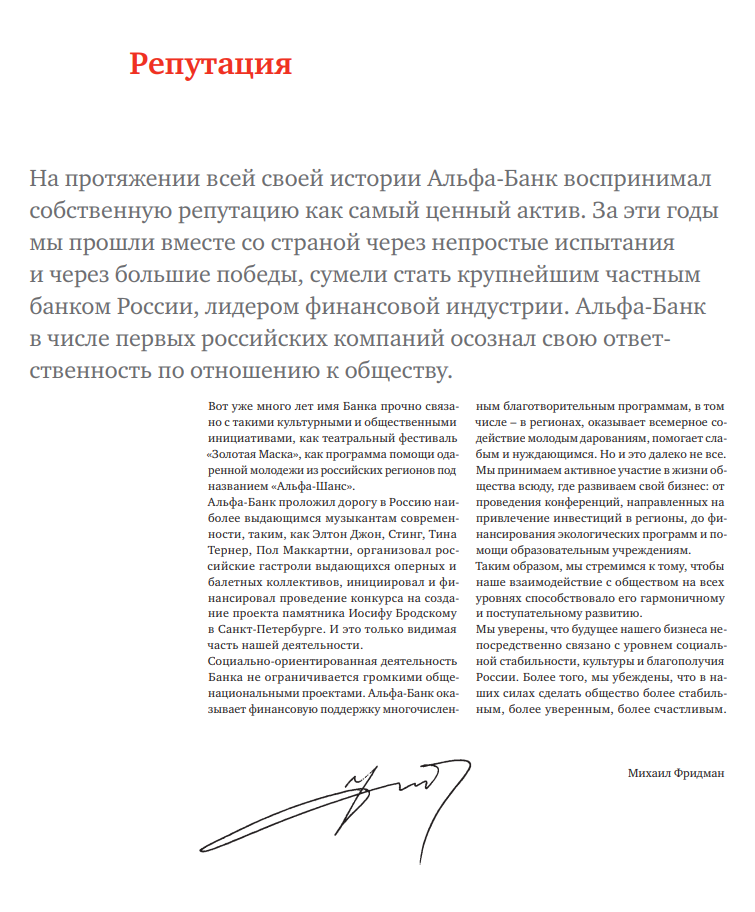 Репутация
На протяжении всей своей истории Альфа-Банк воспринимал
собственную репутацию как самый ценный актив. За эти годы
мы прошли вместе со страной через непростые испытания
и через большие победы, сумели стать крупнейшим частным
банком России, лидером финансовой индустрии. Альфа-Банк
в числе первых российских компаний осознал свою ответ-
ственность по отношению к обществу.
Вот уже много лет имя Банка прочно связа-
но с такими культурными и общественными
инициативами, как театральный фестиваль
«Золотая Маска», как программа помощи ода-
ренной молодежи из российских регионов под
названием «Альфа-Шанс».
Альфа-Банк проложил дорогу в Россию наи-
более выдающимся музыкантам современ-
ности, таким, как Элтон Джон, Стинг, Тина
Тернер, Пол Маккартни, организовал рос-
сийские гастроли выдающихся оперных и
балетных коллективов, инициировал и фи-
нансировал проведение конкурса на созда-
ние проекта памятника Иосифу Бродскому
в Санкт-Петербурге. И это только видимая
часть нашей деятельности.
Социально-ориентированная деятельность
Банка не ограничивается громкими обще-
национальными проектами. Альфа-Банк ока-
зывает финансовую поддержку многочислен-
ным благотворительным программам, в том
числе – в регионах, оказывает всемерное со-
действие молодым дарованиям, помогает сла-
бым и нуждающимся. Но и это далеко не все.
Мы принимаем активное участие в жизни об-
щества всюду, где развиваем свой бизнес: от
проведения конференций, направленных на
привлечение инвестиций в регионы, до фи-
нансирования экологических программ и по-
мощи образовательным учреждениям.
Таким образом, мы стремимся к тому, чтобы
наше взаимодействие с обществом на всех
уровнях способствовало его гармоничному
и поступательному развитию.
Мы уверены, что будущее нашего бизнеса не-
посредственно связано с уровнем социаль-
ной стабильности, культуры и благополучия
России. Более того, мы убеждены, что в на-
ших силах сделать общество более стабиль-
ным, более уверенным, более счастливым.
Михаил Фридман